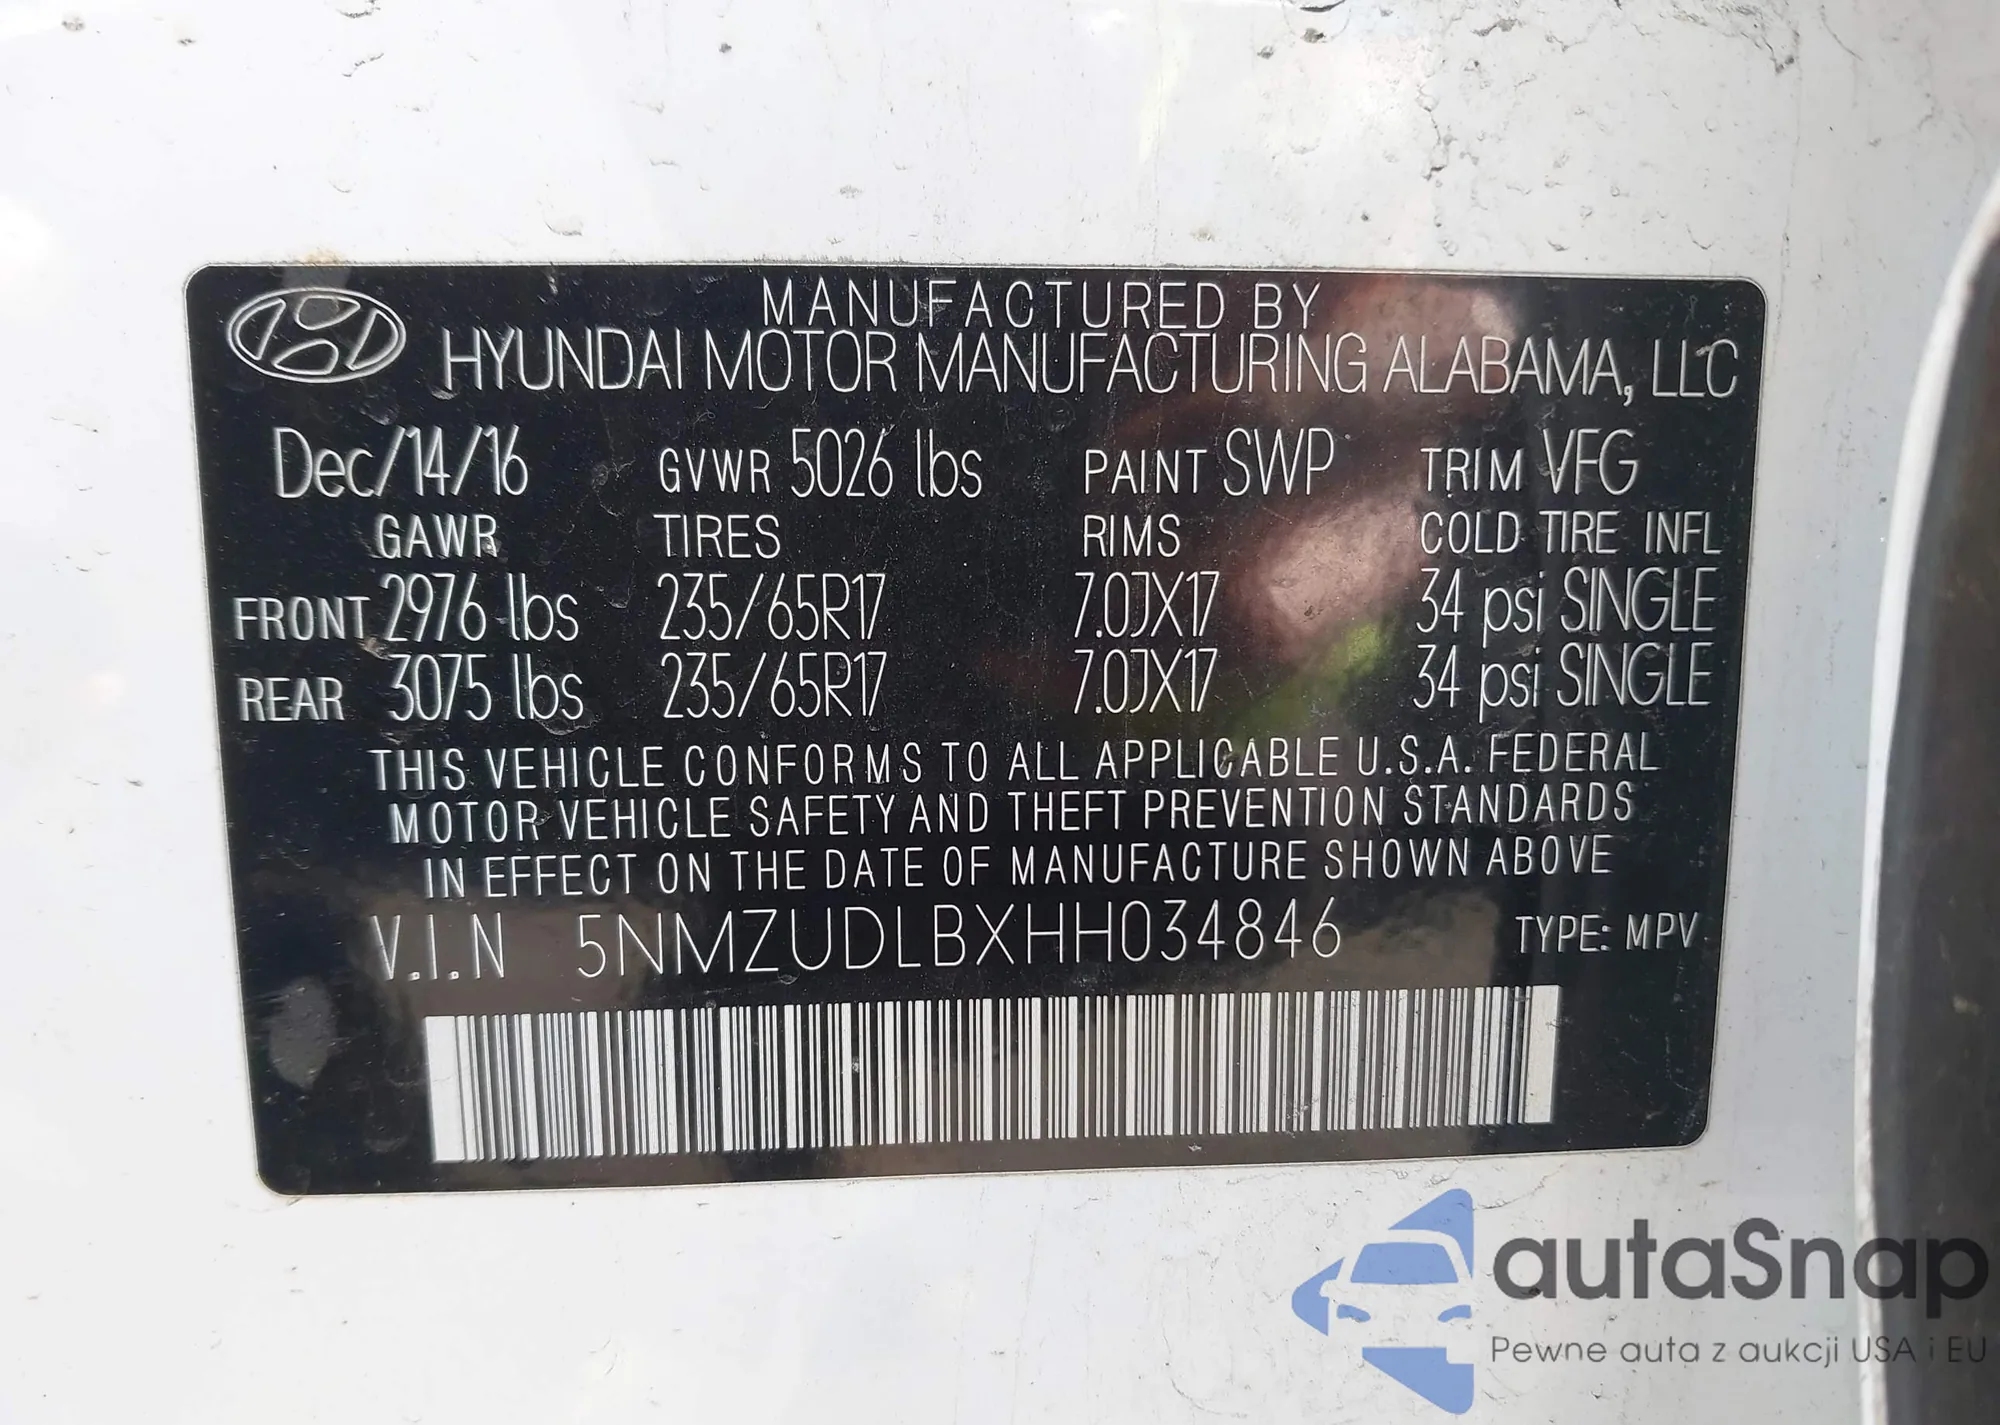 MANUFACTURED BY
HYUNDAI MOTOR MANUFACTURING ALABAMA, LLC
Dec/14/16 GVWR 5026 lbs PAINT SWP TRIM VFG
GAWR TIRES RIMS COLD TIRE INFL
FRONT 2976 lbs 235/65R17 7.0JX17 34 psi SINGLE
REAR 3075 lbs 235/65R17 7.0JX17 34 psi SINGLE
THIS VEHICLE CONFORMS TO ALL APPLICABLE U.S.A. FEDERAL
MOTOR VEHICLE SAFETY AND THEFT PREVENTION STANDARDS
IN EFFECT ON THE DATE OF MANUFACTURE SHOWN ABOVE
V.I.N 5NMZUDLBXHH034846 TYPE: MPV
autaSnap
Pewne auta z aukcji USA i EU